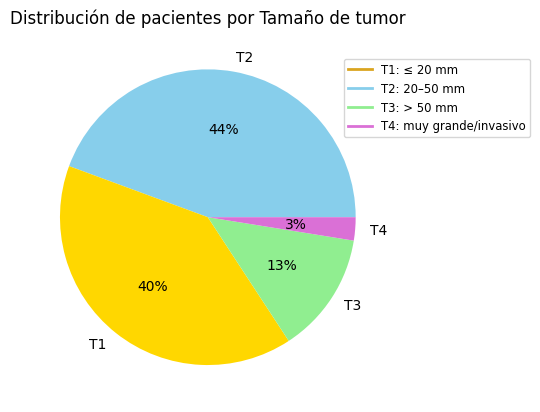 Distribución de pacientes por Tamaño de tumor
T2
T1: ≤ 20 mm
T2: 20–50 mm
T3: > 50 mm
T4: muy grande/invasivo
44%
3%
T4
13%
40%
T3
T1